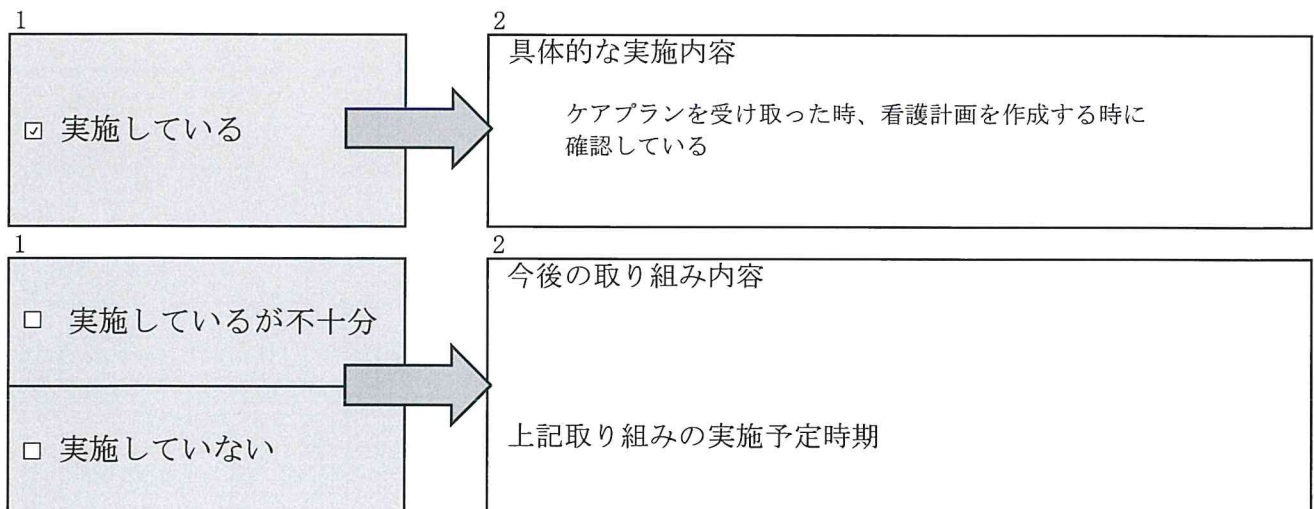 1
2
☑ 実施している
具体的な実施内容
ケアプランを受け取った時、看護計画を作成する時に
確認している
1
2
□ 実施しているが不十分
□ 実施していない
今後の取り組み内容
上記取り組みの実施予定時期